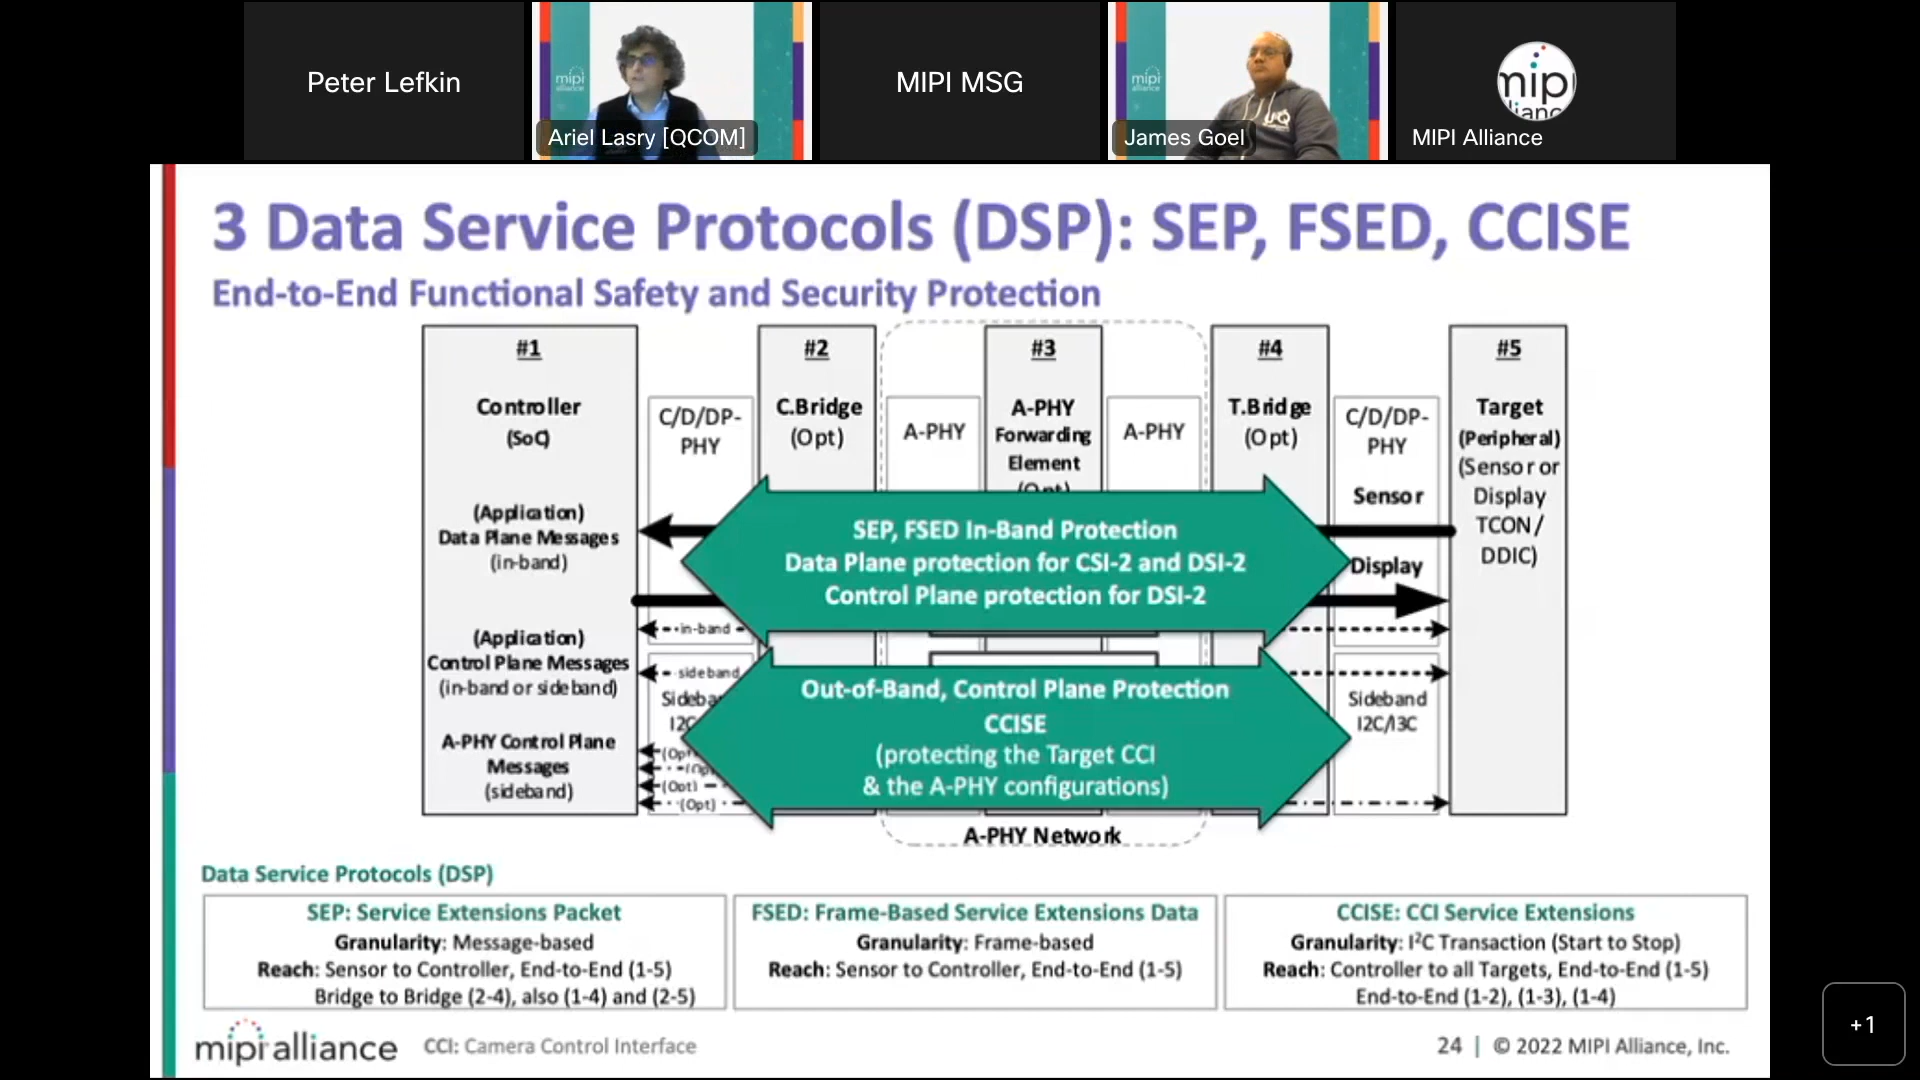 Peter Lefkin
mipi
alliance
Ariel Lasry [QCOM]
MIPI MSG
mipi
alliance
James Goel
mipi
MIPI Alliance
3 Data Service Protocols (DSP): SEP, FSED, CCISE
End-to-End Functional Safety and Security Protection
#1
Controller
(SoC)
(Application)
Data Plane Messages
(in-band)
(Application)
Control Plane Messages
(in-band or sideband)
A-PHY Control Plane
Messages
(sideband)
C/D/DP-
PHY
in-band
sideband
(Opt)
(Opt)
#2
C.Bridge
(Opt)
A-PHY
#3
A-PHY
Forwarding
Element
(Opt)
A-PHY
#4
T.Bridge
(Opt)
C/D/DP-
PHY
Sensor
Display
Sideband
I2C/I3C
#5
Target
(Peripheral)
(Sensor or
Display
TCON /
DDIC)
SEP, FSED In-Band Protection
Data Plane protection for CSI-2 and DSI-2
Control Plane protection for DSI-2
Out-of-Band, Control Plane Protection
CCISE
(protecting the Target CCI
& the A-PHY configurations)
A-PHY Network
Data Service Protocols (DSP)
SEP: Service Extensions Packet
Granularity: Message-based
Reach: Sensor to Controller, End-to-End (1-5)
Bridge to Bridge (2-4), also (1-4) and (2-5)
FSED: Frame-Based Service Extensions Data
Granularity: Frame-based
Reach: Sensor to Controller, End-to-End (1-5)
CCISE: CCI Service Extensions
Granularity: I²C Transaction (Start to Stop)
Reach: Controller to all Targets, End-to-End (1-5)
End-to-End (1-2), (1-3), (1-4)
mipi alliance
CCI: Camera Control Interface
24 | © 2022 MIPI Alliance, Inc.
+1